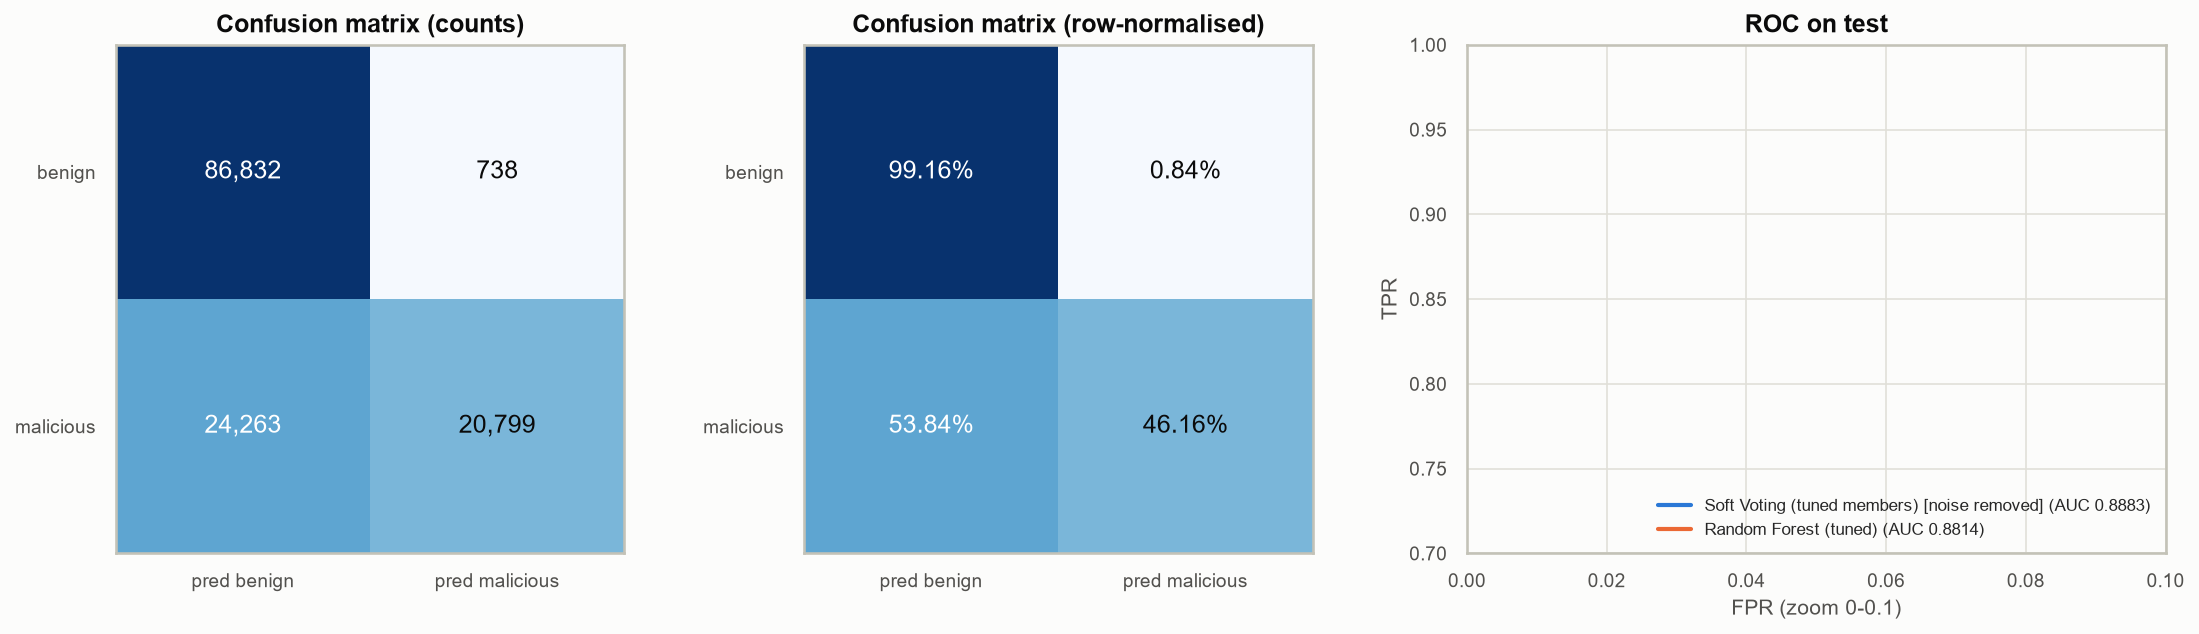 Confusion matrix (counts)
benign
86,832
738
malicious
24,263
20,799
pred benign
pred malicious
Confusion matrix (row-normalised)
benign
99.16%
0.84%
malicious
53.84%
46.16%
pred benign
pred malicious
ROC on test
TPR
1.00
0.95
0.90
0.85
0.80
0.75
0.70
Soft Voting (tuned members) [noise removed] (AUC 0.8883)
Random Forest (tuned) (AUC 0.8814)
0.00
0.02
0.04
0.06
0.08
0.10
FPR (zoom 0-0.1)